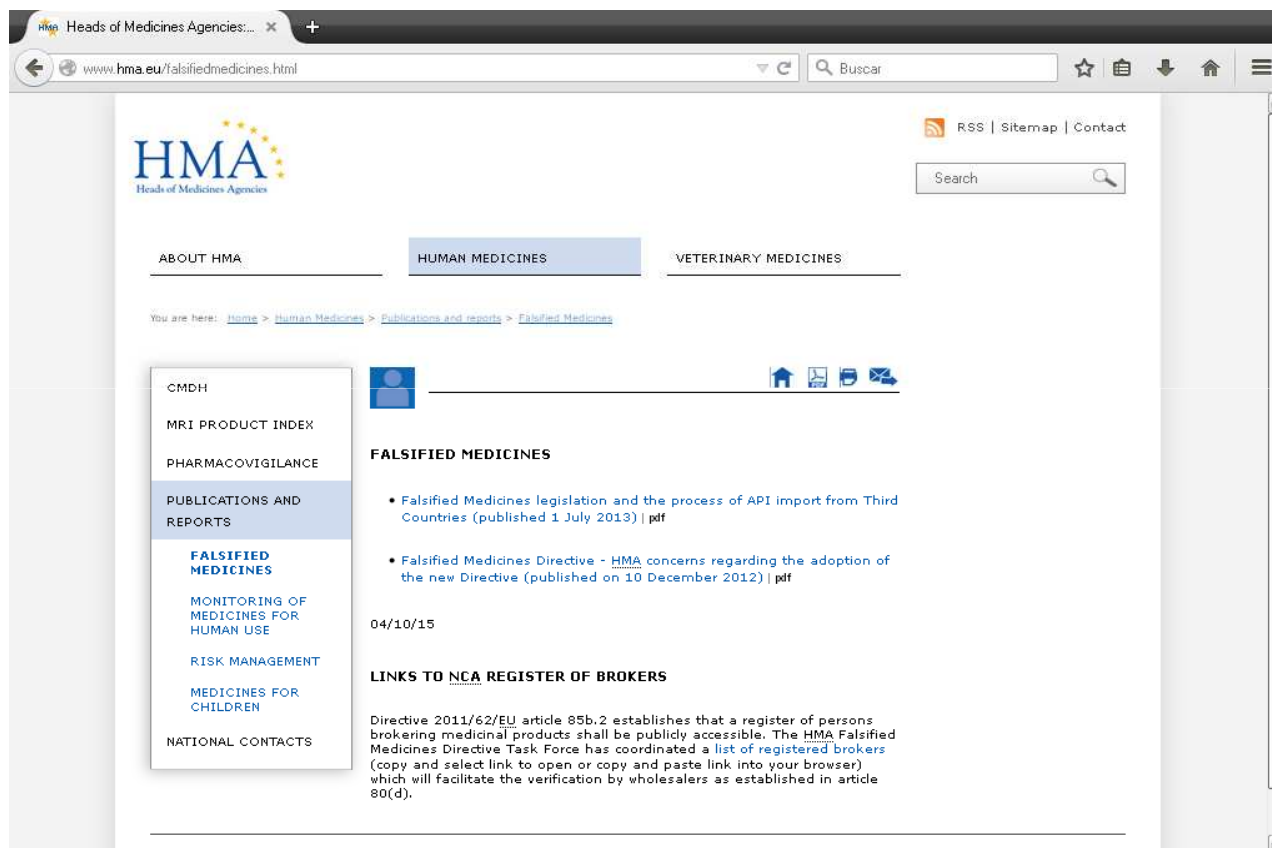 HMA Heads of Medicines Agencies:... × +
www.hma.eu/falsifiedmedicines.html
Buscar
RSS | Sitemap | Contact
HMA
Heads of Medicines Agencies
Search
ABOUT HMA
HUMAN MEDICINES
VETERINARY MEDICINES
You are here: Home > Human Medicines > Publications and reports > Falsified Medicines
CMDH
MRI PRODUCT INDEX
PHARMACOVIGILANCE
PUBLICATIONS AND
REPORTS
FALSIFIED
MEDICINES
MONITORING OF
MEDICINES FOR
HUMAN USE
RISK MANAGEMENT
MEDICINES FOR
CHILDREN
NATIONAL CONTACTS
PDF
FALSIFIED MEDICINES
• Falsified Medicines legislation and the process of API import from Third
Countries (published 1 July 2013) | pdf
• Falsified Medicines Directive - HMA concerns regarding the adoption of
the new Directive (published on 10 December 2012) | pdf
04/10/15
LINKS TO NCA REGISTER OF BROKERS
Directive 2011/62/EU article 85b.2 establishes that a register of persons
brokering medicinal products shall be publicly accessible. The HMA Falsified
Medicines Directive Task Force has coordinated a list of registered brokers
(copy and select link to open or copy and paste link into your browser)
which will facilitate the verification by wholesalers as established in article
80(d).